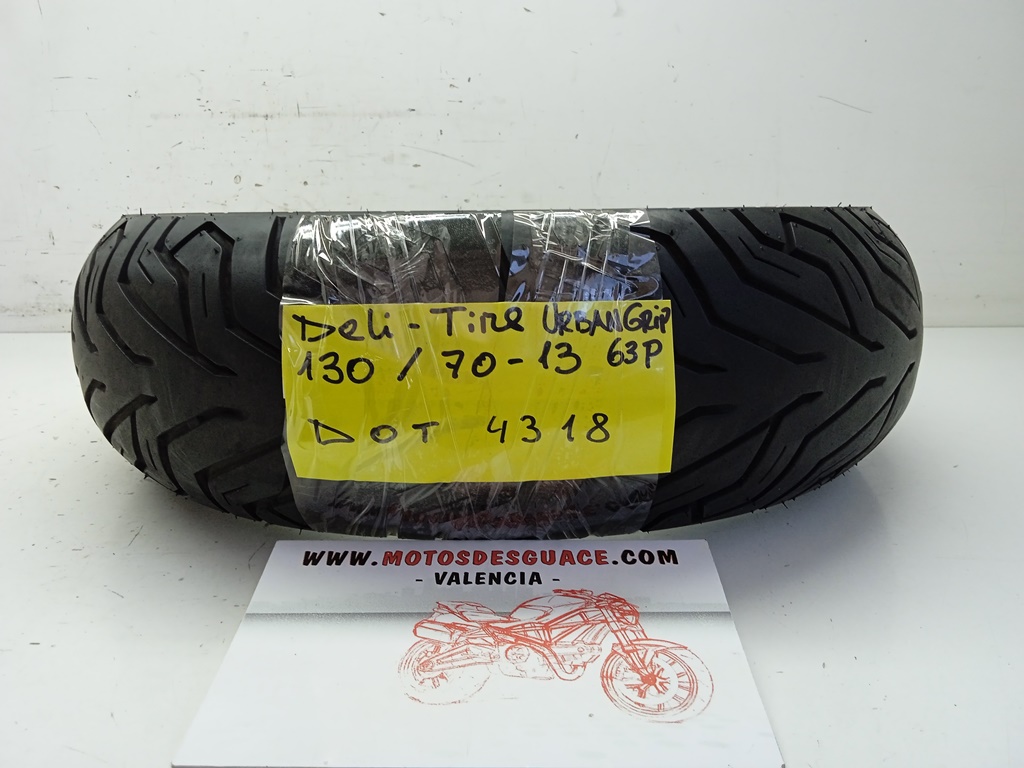 Deli - Tire URBANGRIP
130 / 70 - 13 63P
DOT 4318
WWW.MOTOSDESGUACE.COM
- VALENCIA -